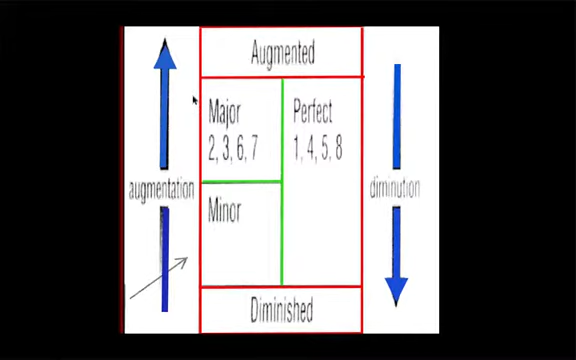 Augmented
Major
2, 3, 6, 7
Perfect
1, 4, 5, 8
augmentation
diminution
Minor
Diminished